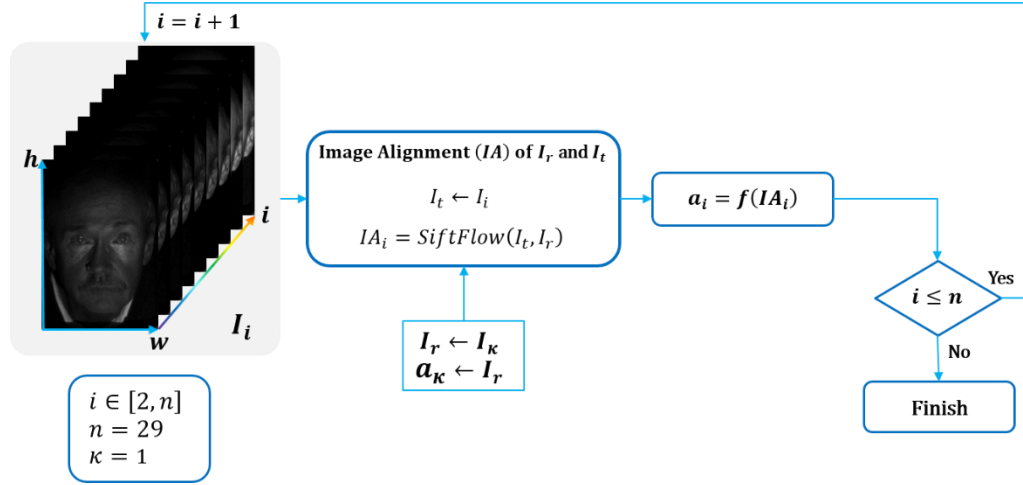 i = i + 1
h
w
i
I_i
i ∈ [2, n]
n = 29
κ = 1
Image Alignment (IA) of I_r and I_t
I_t ← I_i
IA_i = SiftFlow(I_t, I_r)
I_r ← I_κ
a_κ ← I_r
a_i = f(IA_i)
i ≤ n
Yes
No
Finish